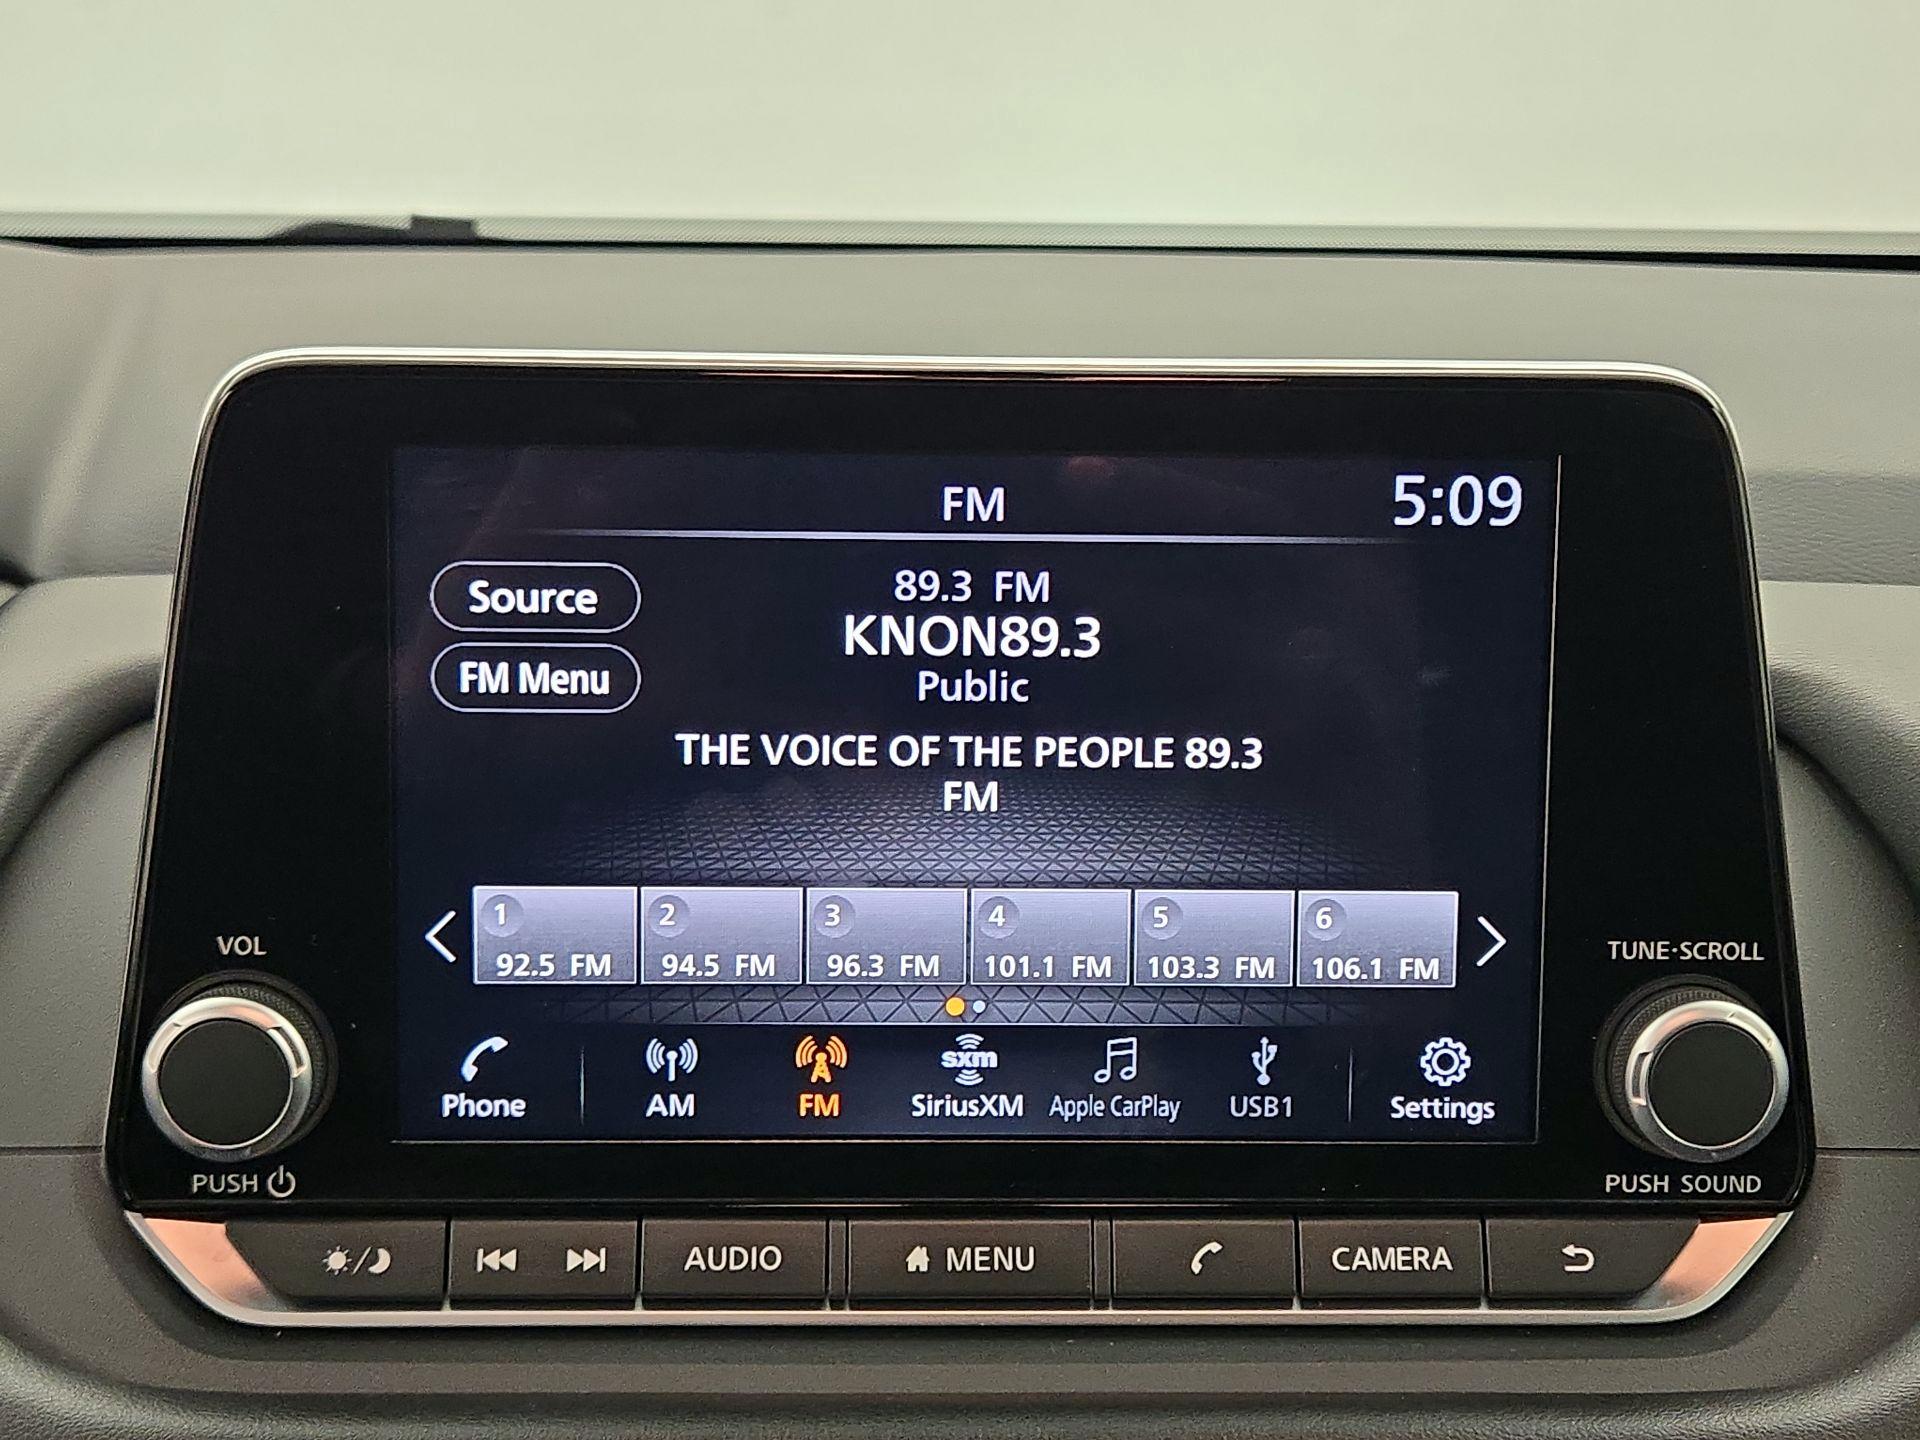 FM
5:09
Source
89.3 FM
KNON89.3
FM Menu
Public
THE VOICE OF THE PEOPLE 89.3
FM
1 2 3 4 5 6
92.5 FM 94.5 FM 96.3 FM 101.1 FM 103.3 FM 106.1 FM
VOL
TUNE·SCROLL
sxm
Phone AM FM SiriusXM Apple CarPlay USB1 Settings
PUSH
PUSH SOUND
AUDIO MENU CAMERA